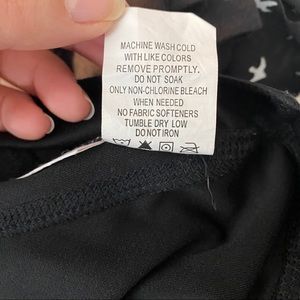 MACHINE WASH COLD
WITH LIKE COLORS
REMOVE PROMPTLY.
DO NOT SOAK
ONLY NON-CHLORINE BLEACH
WHEN NEEDED
NO FABRIC SOFTENERS
TUMBLE DRY LOW
DO NOT IRON